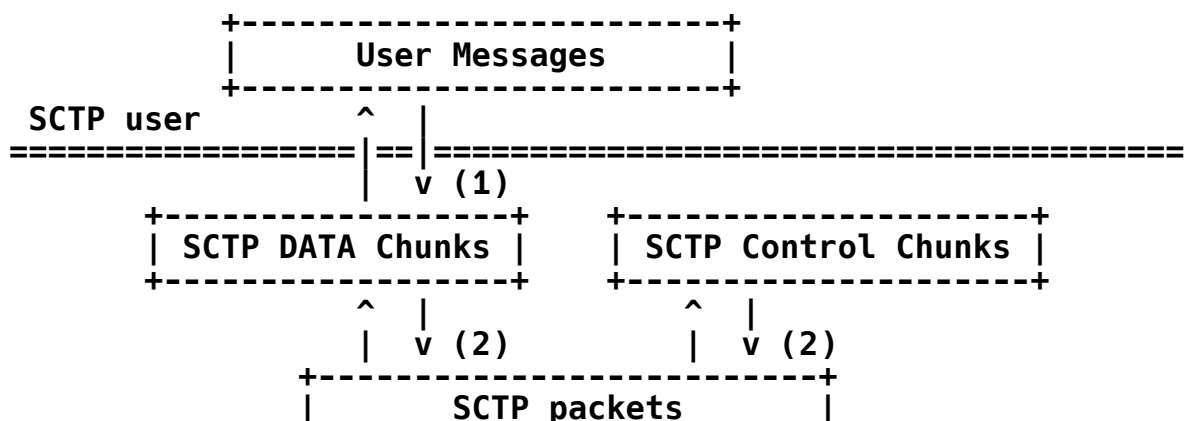 User Messages
SCTP user
(1)
SCTP DATA Chunks SCTP Control Chunks
(2) (2)
SCTP packets